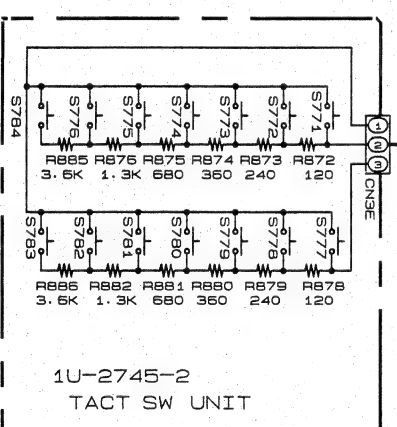 S784 S776 S775 S774 S773 S772 S771
R885 R876 R875 R874 R873 R872
3.6K 1.3K 680 360 240 120
1
2
3
CN3E
S783 S782 S781 S780 S779 S778 S777
R886 R882 R881 R880 R879 R878
3.6K 1.3K 680 360 240 120
1U-2745-2
TACT SW UNIT